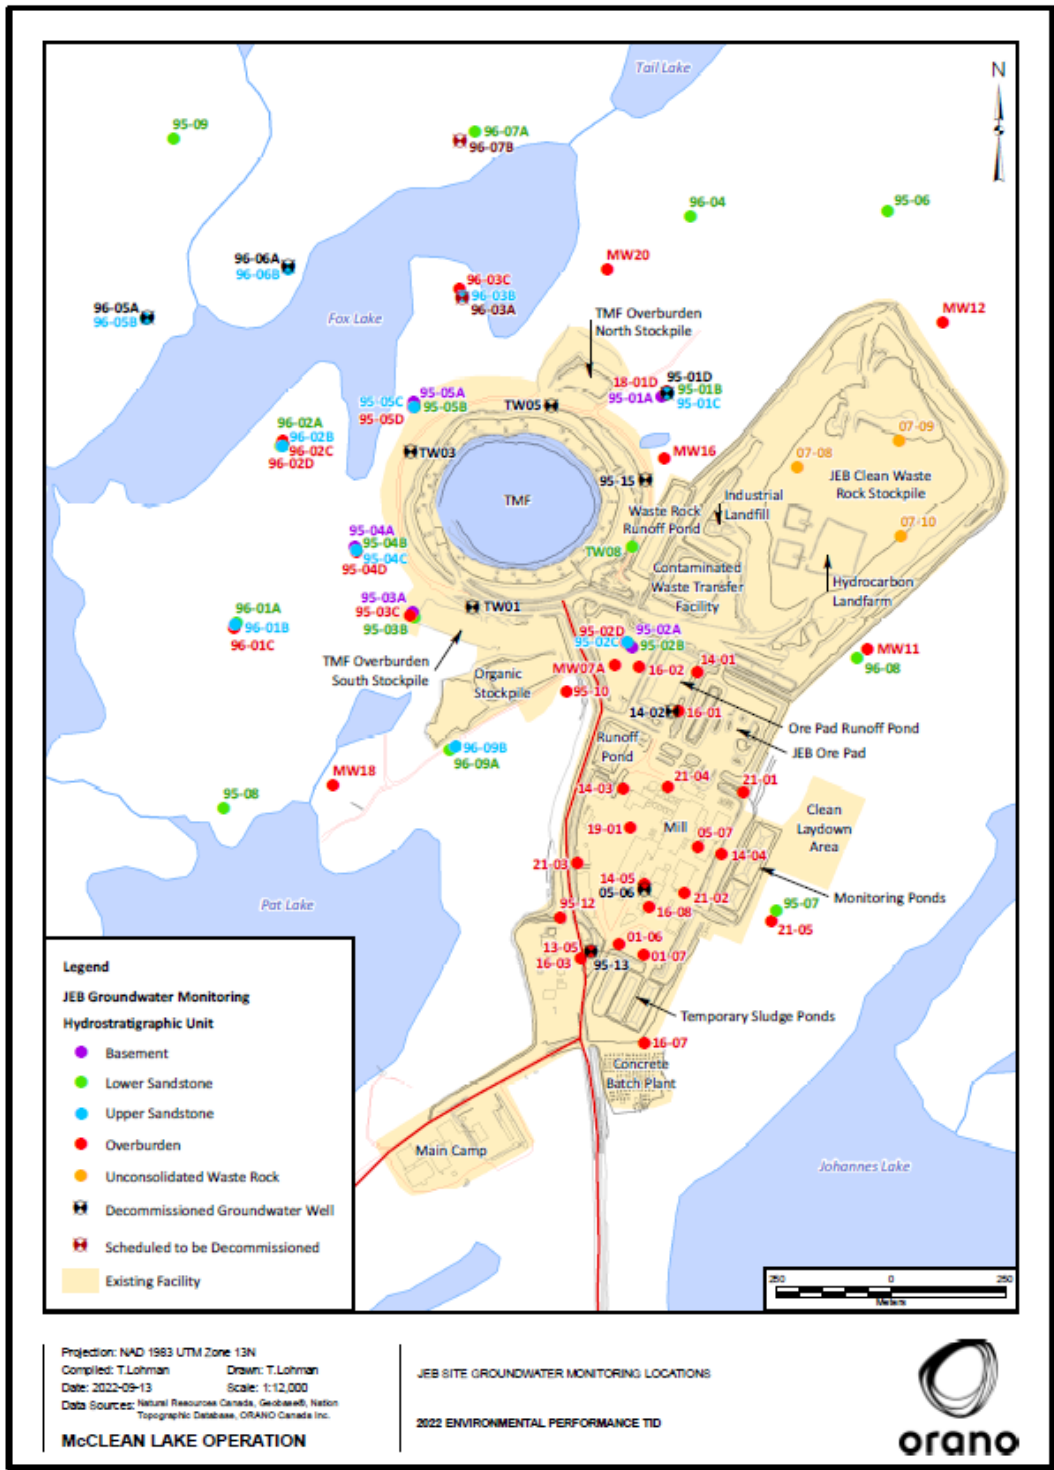 Tail Lake
N
95-09
96-07A
96-07B
96-04
95-06
MW20
96-06A
96-06B
96-03C
96-03B
96-03A
96-05A
96-05B
Fox Lake
MW12
TMF Overburden
North Stockpile
18-01D
95-01D
95-01B
95-01A
95-01C
95-05A
95-05C
95-05B
95-05D
TW05
96-02A
96-02B
96-02C
96-02D
TW03
MW16
07-09
07-08
JEB Clean Waste
Rock Stockpile
95-15
TMF
Industrial
Landfill
Waste Rock
Runoff Pond
07-10
95-04A
95-04B
95-04C
95-04D
TW08
Contaminated
Waste Transfer
Facility
Hydrocarbon
Landfarm
95-03A
95-03C
95-03B
TW01
96-01A
96-01B
96-01C
95-02D
95-02A
95-02C
95-02B
MW11
96-08
TMF Overburden
South Stockpile
Organic
Stockpile
MW07A
16-02
14-01
95-10
14-02
16-01
Ore Pad Runoff Pond
JEB Ore Pad
Runoff
Pond
96-09B
96-09A
MW18
95-08
14-03
21-04
21-01
Clean
Laydown
Area
19-01
Mill
05-07
14-04
21-03
14-05
05-06
21-02
Monitoring Ponds
Pat Lake
95-12
16-08
95-07
21-05
13-05
16-03
01-06
01-07
95-13
Temporary Sludge Ponds
16-07
Concrete
Batch Plant
Main Camp
Johannes Lake
Legend
JEB Groundwater Monitoring
Hydrostratigraphic Unit
Basement
Lower Sandstone
Upper Sandstone
Overburden
Unconsolidated Waste Rock
Decommissioned Groundwater Well
Scheduled to be Decommissioned
Existing Facility
250 0 250
Meters
Projection: NAD 1983 UTM Zone 13N
Compiled: T.Lohman Drawn: T.Lohman
Date: 2022-09-13 Scale: 1:12,000
Data Sources: Natural Resources Canada, Geobase®, Nation
Topographic Database, ORANO Canada Inc.
McCLEAN LAKE OPERATION
JEB SITE GROUNDWATER MONITORING LOCATIONS
2022 ENVIRONMENTAL PERFORMANCE TID
orano